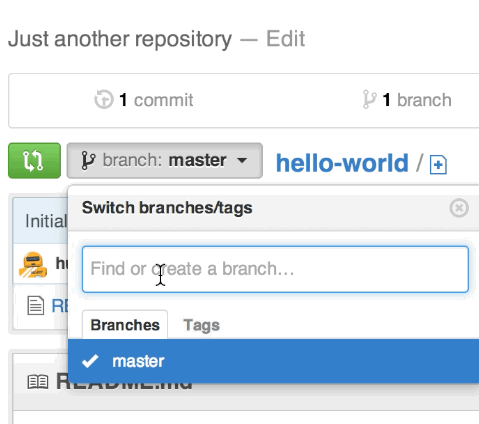 Just another repository — Edit
1 commit 1 branch
branch: master hello-world /
Switch branches/tags
Initial
Find or create a branch...
Branches Tags
master
README.md